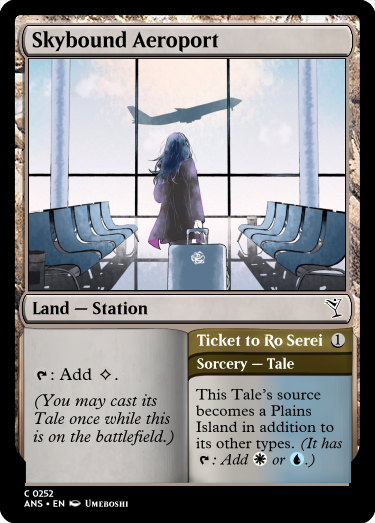 Skybound Aeroport
Land — Station
: Add .
(You may cast its
Tale once while this
is on the battlefield.)
Ticket to Ro Serei 1
Sorcery — Tale
This Tale's source
becomes a Plains
Island in addition to
its other types. (It has
: Add or .)
C 0252
ANS • EN Umeboshi